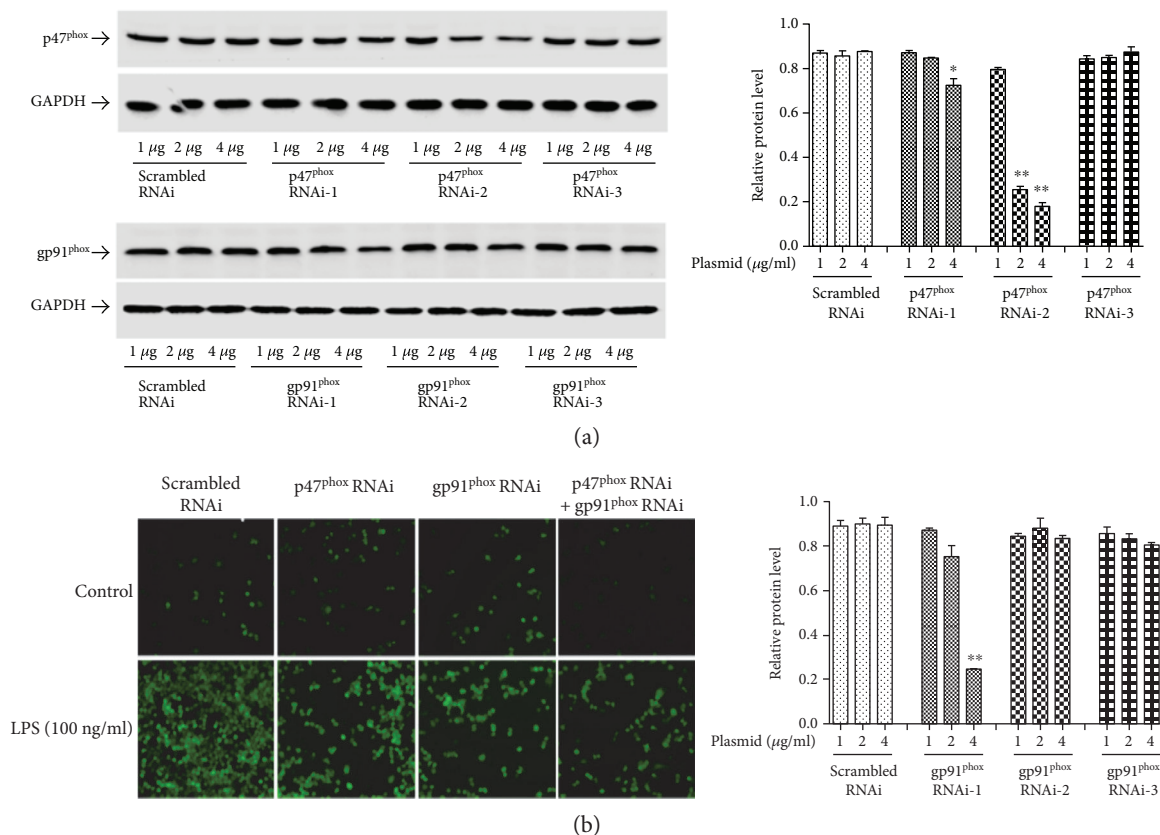 p47phox →
GAPDH →
1 μg 2 μg 4 μg 1 μg 2 μg 4 μg 1 μg 2 μg 4 μg 1 μg 2 μg 4 μg
Scrambled RNAi
p47phox RNAi-1
p47phox RNAi-2
p47phox RNAi-3
gp91phox →
GAPDH →
1 μg 2 μg 4 μg 1 μg 2 μg 4 μg 1 μg 2 μg 4 μg 1 μg 2 μg 4 μg
Scrambled RNAi
gp91phox RNAi-1
gp91phox RNAi-2
gp91phox RNAi-3
Relative protein level
1.0
0.8
0.6
0.4
0.2
0.0
*
**
**
Plasmid (μg/ml) 1 2 4 1 2 4 1 2 4 1 2 4
Scrambled RNAi
p47phox RNAi-1
p47phox RNAi-2
p47phox RNAi-3
(a)
Scrambled RNAi
p47phox RNAi
gp91phox RNAi
p47phox RNAi + gp91phox RNAi
Control
LPS (100 ng/ml)
Relative protein level
1.0
0.8
0.6
0.4
0.2
0.0
**
Plasmid (μg/ml) 1 2 4 1 2 4 1 2 4 1 2 4
Scrambled RNAi
gp91phox RNAi-1
gp91phox RNAi-2
gp91phox RNAi-3
(b)